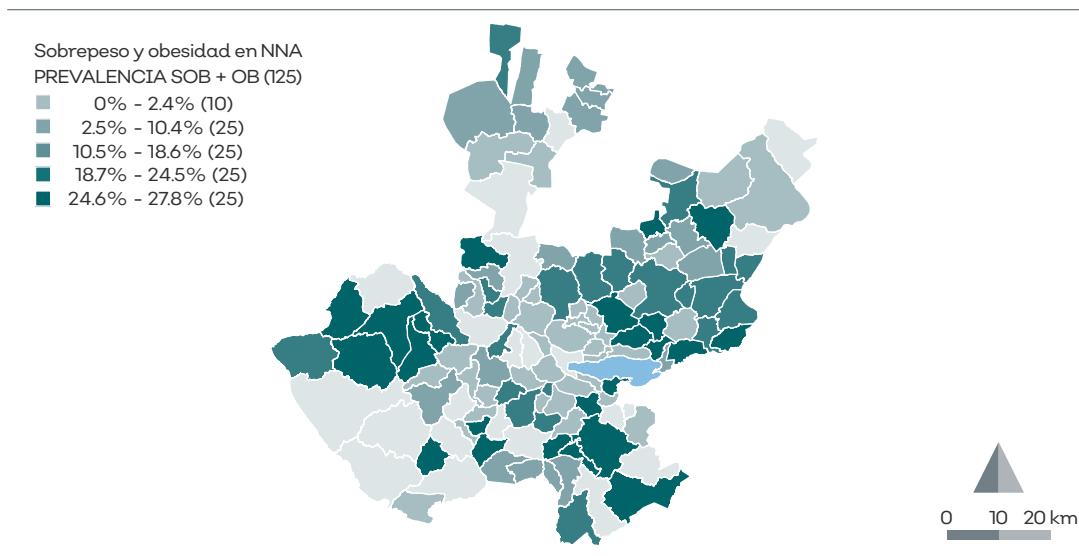 Sobrepeso y obesidad en NNA
PREVALENCIA SOB + OB (125)
0% - 2.4% (10)
2.5% - 10.4% (25)
10.5% - 18.6% (25)
18.7% - 24.5% (25)
24.6% - 27.8% (25)
0 10 20 km